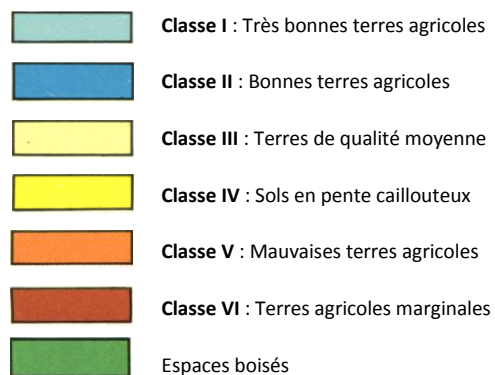 Classe I : Très bonnes terres agricoles
Classe II : Bonnes terres agricoles
Classe III : Terres de qualité moyenne
Classe IV : Sols en pente caillouteux
Classe V : Mauvaises terres agricoles
Classe VI : Terres agricoles marginales
Espaces boisés